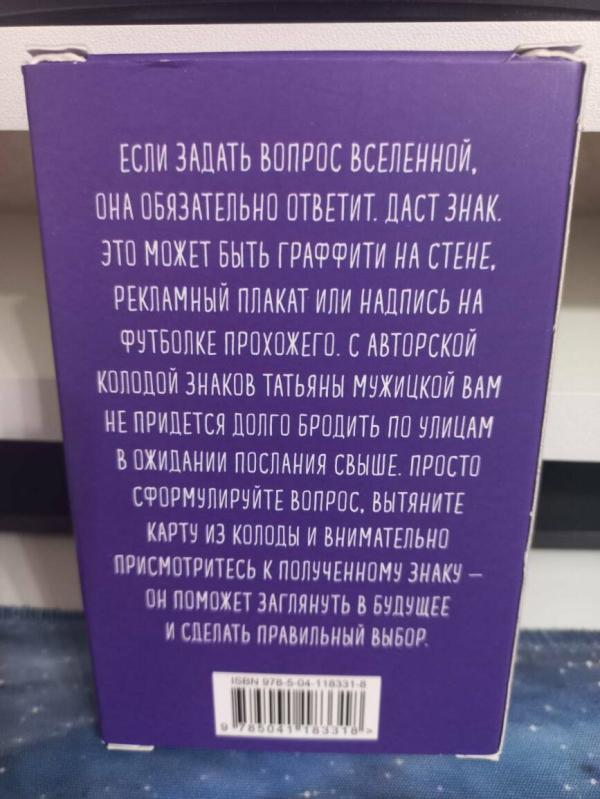 ЕСЛИ ЗАДАТЬ ВОПРОС ВСЕЛЕННОЙ,
ОНА ОБЯЗАТЕЛЬНО ОТВЕТИТ. ДАСТ ЗНАК.
ЭТО МОЖЕТ БЫТЬ ГРАФФИТИ НА СТЕНЕ,
РЕКЛАМНЫЙ ПЛАКАТ ИЛИ НАДПИСЬ НА
ФУТБОЛКЕ ПРОХОЖЕГО. С АВТОРСКОЙ
КОЛОДОЙ ЗНАКОВ ТАТЬЯНЫ МУЖИЦКОЙ ВАМ
НЕ ПРИДЕТСЯ ДОЛГО БРОДИТЬ ПО УЛИЦАМ
В ОЖИДАНИИ ПОСЛАНИЯ СВЫШЕ. ПРОСТО
СФОРМУЛИРУЙТЕ ВОПРОС, ВЫТЯНИТЕ
КАРТУ ИЗ КОЛОДЫ И ВНИМАТЕЛЬНО
ПРИСМОТРИТЕСЬ К ПОЛУЧЕННОМУ ЗНАКУ –
ОН ПОМОЖЕТ ЗАГЛЯНУТЬ В БУДУЩЕЕ
И СДЕЛАТЬ ПРАВИЛЬНЫЙ ВЫБОР.
ISBN 978-5-04-118331-8
9 785041 183318 >